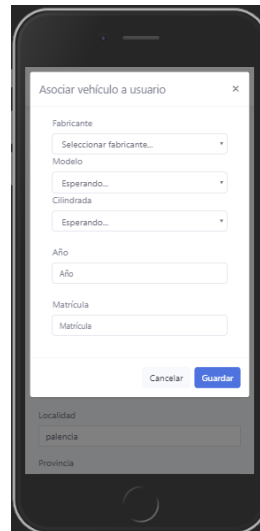 Asociar vehículo a usuario ×
Fabricante
Seleccionar fabricante...
Modelo
Esperando...
Cilindrada
Esperando...
Año
Año
Matrícula
Matrícula
Cancelar Guardar
Localidad
palencia
Provincia